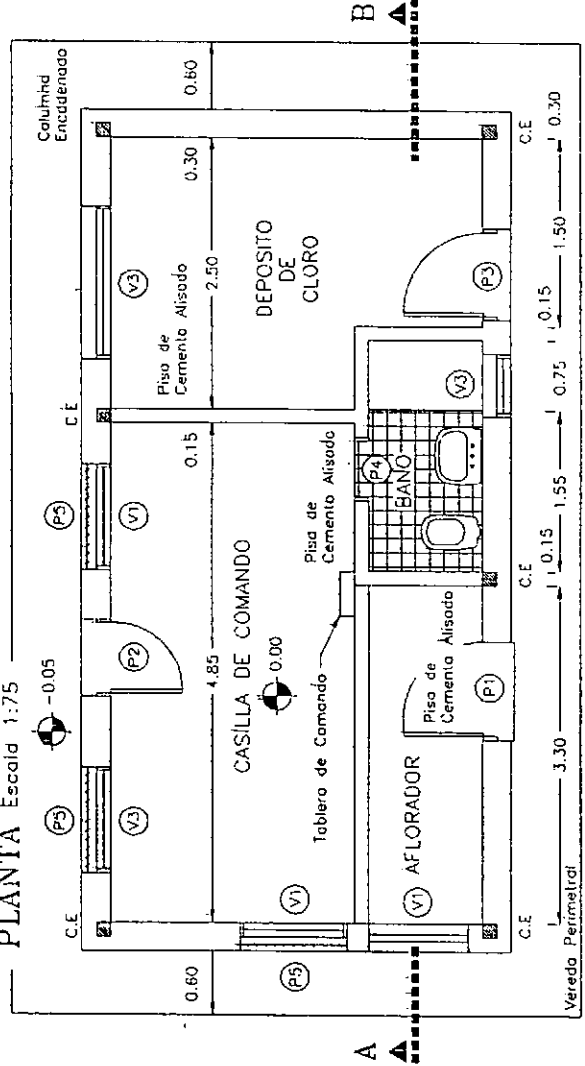 PLANTA Escala 1:75
-0.05
P5
P2
P5
C.E
V3
V1
C.E
V3
Columna
Encadenado
0.60
4.85
0.15
2.50
0.30
0.60
Piso de
Cemento Alisado
CASILLA DE COMANDO
0.00
DEPOSITO
DE
CLORO
Tablero de Comando
Piso de
Cemento Alisado
V1
P5
P4
BAÑO
V1
AFLORADOR
Piso de
Cemento Alisado
P1
V3
P3
A
B
C.E
C.E
C.E
3.30
0.15
1.55
0.75
0.15
1.50
0.30
Vereda Perimetral